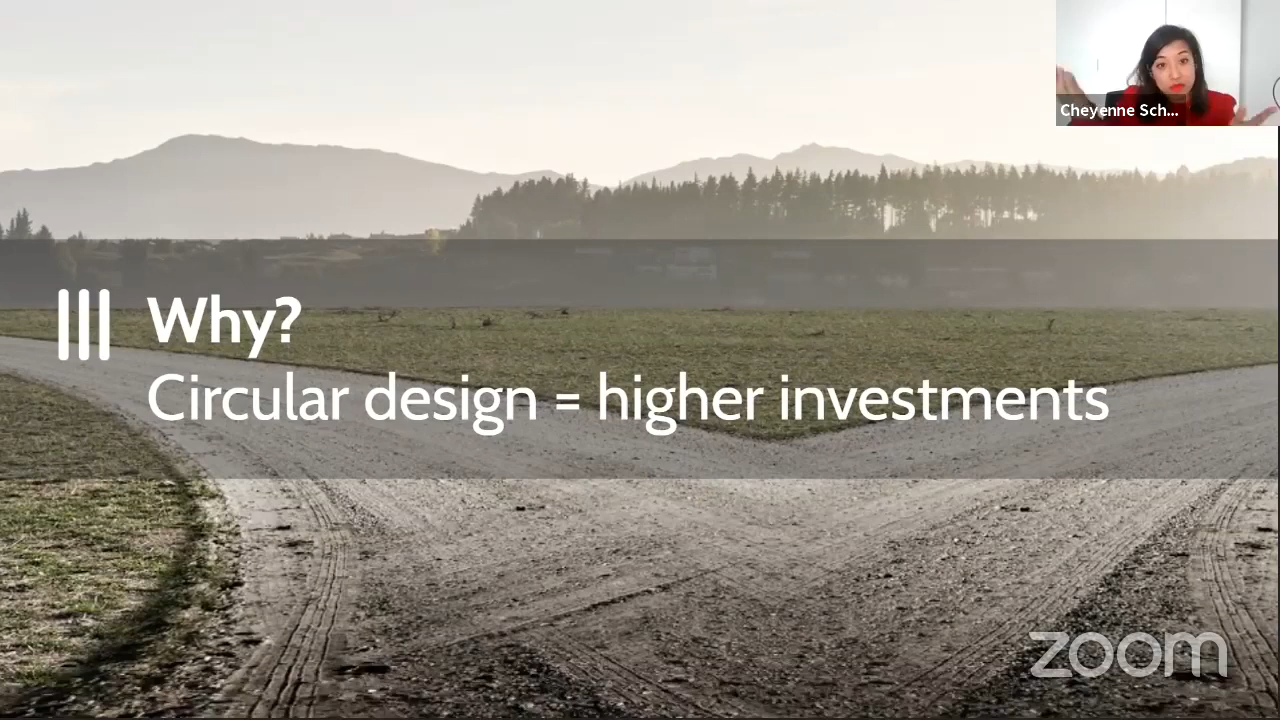 Cheyenne Sch...
Why?
Circular design = higher investments
zoom